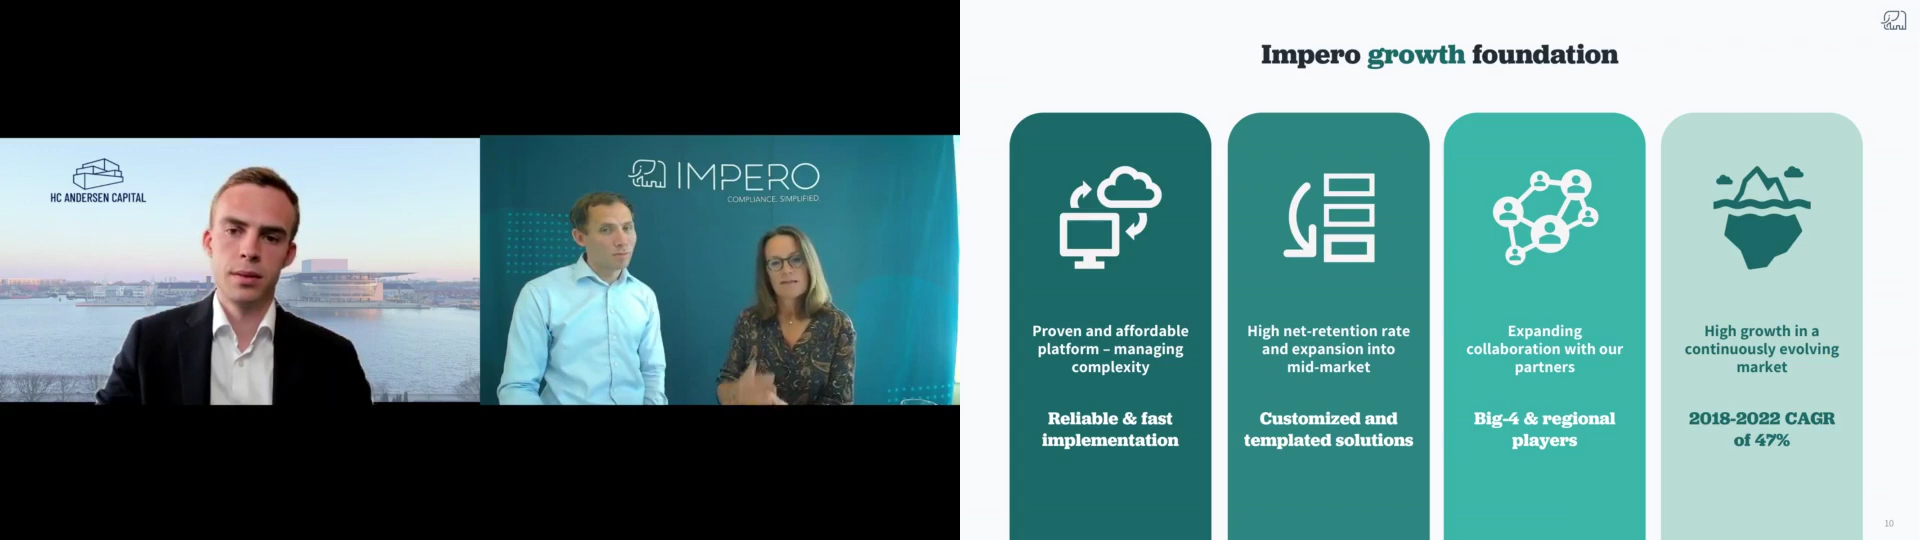 HC ANDERSEN CAPITAL
IMPERO
COMPLIANCE. SIMPLIFIED.
Impero growth foundation
Proven and affordable
platform – managing
complexity
Reliable & fast
implementation
High net-retention rate
and expansion into
mid-market
Customized and
templated solutions
Expanding
collaboration with our
partners
Big-4 & regional
players
High growth in a
continuously evolving
market
2018-2022 CAGR
of 47%
10